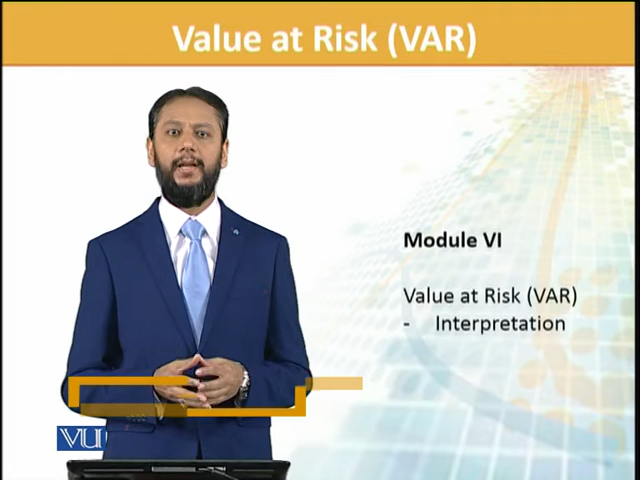 Value at Risk (VAR)
Module VI
Value at Risk (VAR)
- Interpretation
VU